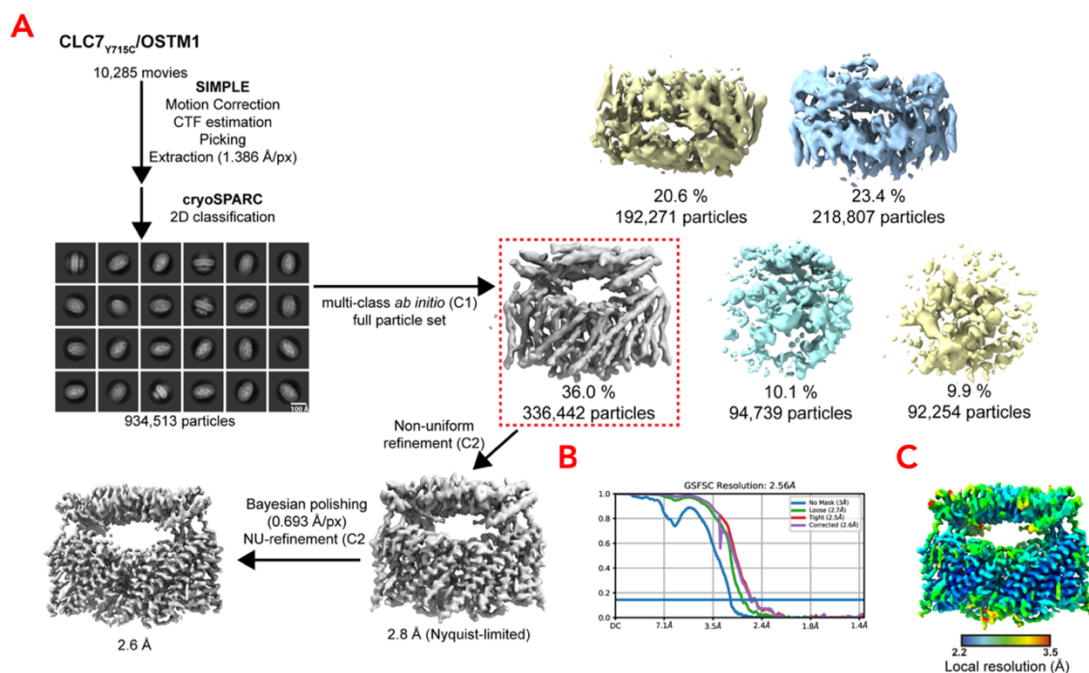 A
CLC7Y715C/OSTM1
10,285 movies
SIMPLE
Motion Correction
CTF estimation
Picking
Extraction (1.386 Å/px)
cryoSPARC
2D classification
100 Å
934,513 particles
multi-class ab initio (C1)
full particle set
20.6 %
192,271 particles
23.4 %
218,807 particles
36.0 %
336,442 particles
10.1 %
94,739 particles
9.9 %
92,254 particles
Non-uniform
refinement (C2)
2.8 Å (Nyquist-limited)
Bayesian polishing
(0.693 Å/px)
NU-refinement (C2
2.6 Å
B
GSFSC Resolution: 2.56Å
1.0
0.8
0.6
0.4
0.2
0.0
No Mask (3Å)
Loose (2.7Å)
Tight (2.5Å)
Corrected (2.6Å)
DC 7.1Å 3.5Å 2.4Å 1.8Å 1.4Å
C
2.2 3.5
Local resolution (Å)